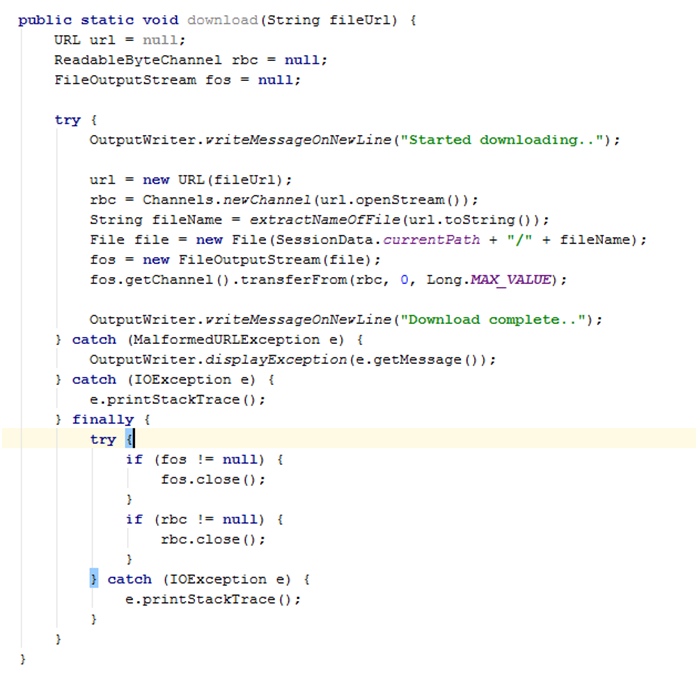 public static void download(String fileUrl) {
    URL url = null;
    ReadableByteChannel rbc = null;
    FileOutputStream fos = null;

    try {
        OutputWriter.writeMessageOnNewLine("Started downloading..");

        url = new URL(fileUrl);
        rbc = Channels.newChannel(url.openStream());
        String fileName = extractNameOfFile(url.toString());
        File file = new File(SessionData.currentPath + "/" + fileName);
        fos = new FileOutputStream(file);
        fos.getChannel().transferFrom(rbc, 0, Long.MAX_VALUE);

        OutputWriter.writeMessageOnNewLine("Download complete..");
    } catch (MalformedURLException e) {
        OutputWriter.displayException(e.getMessage());
    } catch (IOException e) {
        e.printStackTrace();
    } finally {
        try {
            if (fos != null) {
                fos.close();
            }
            if (rbc != null) {
                rbc.close();
            }
        } catch (IOException e) {
            e.printStackTrace();
        }
    }
}